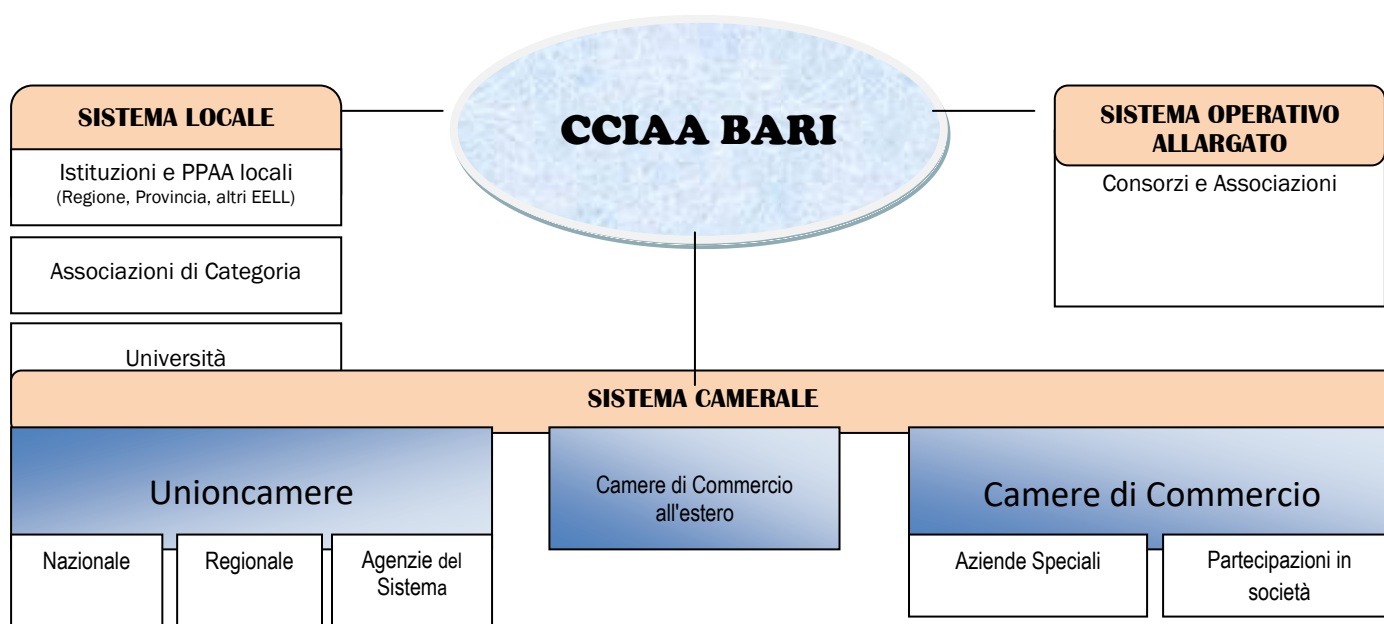 CCIAA BARI
SISTEMA LOCALE
Istituzioni e PPAA locali
(Regione, Provincia, altri EELL)
Associazioni di Categoria
Università
SISTEMA OPERATIVO
ALLARGATO
Consorzi e Associazioni
SISTEMA CAMERALE
Unioncamere
Nazionale
Regionale
Agenzie del
Sistema
Camere di Commercio
all'estero
Camere di Commercio
Aziende Speciali
Partecipazioni in
società